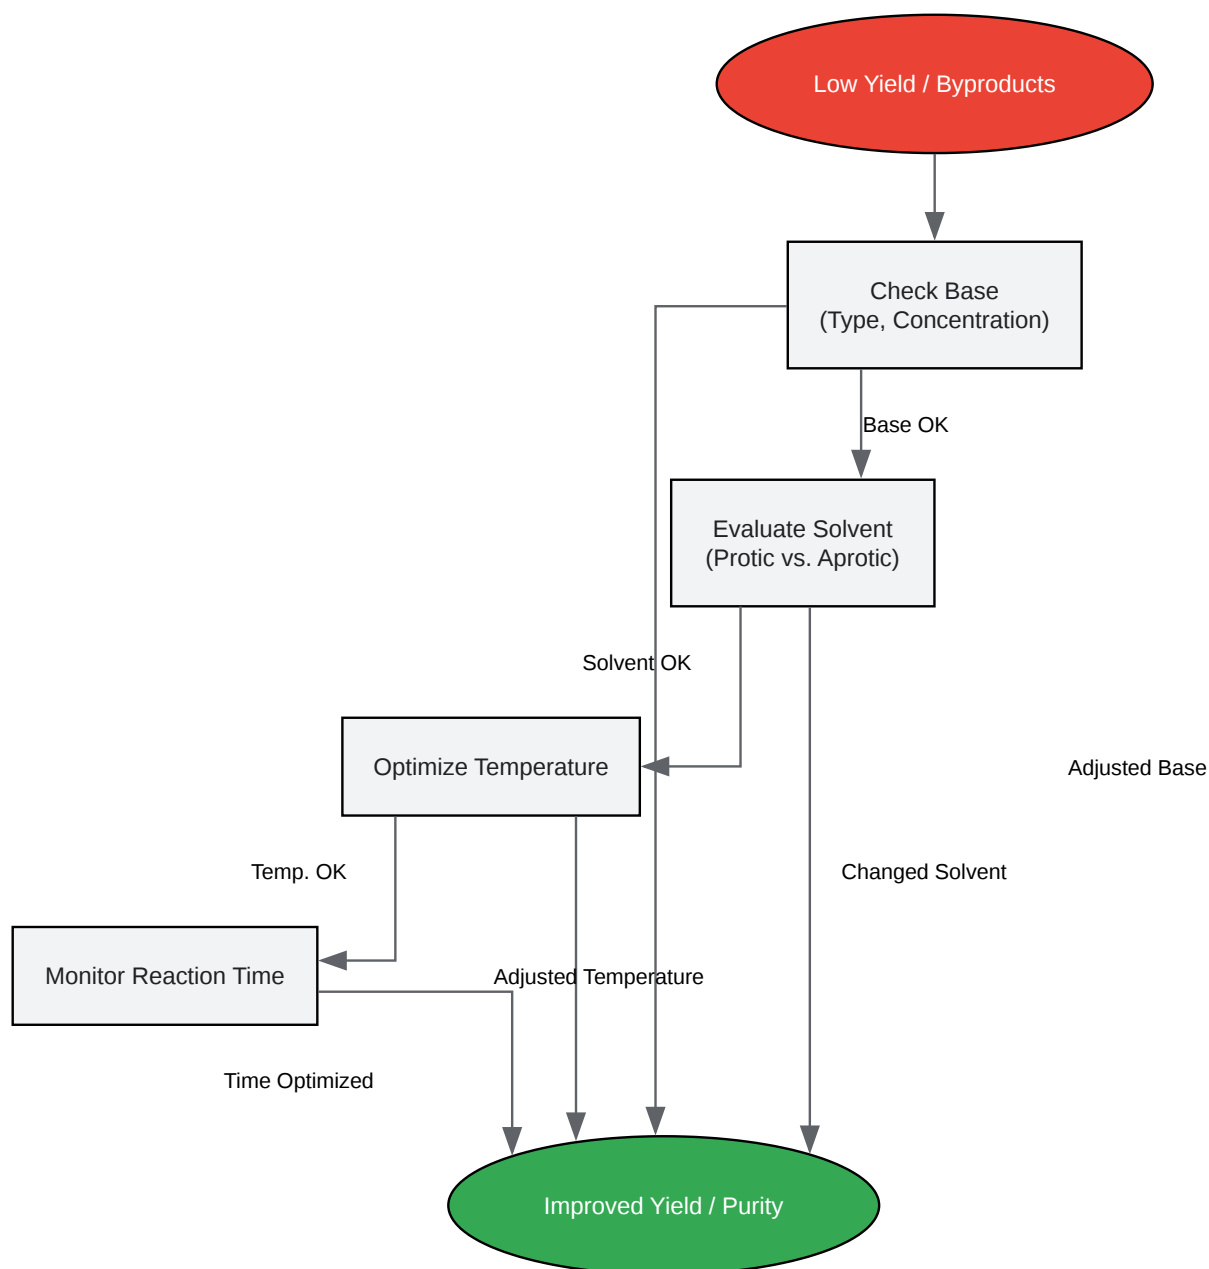 Low Yield / Byproducts
Check Base
(Type, Concentration)
Base OK
Evaluate Solvent
(Protic vs. Aprotic)
Solvent OK
Optimize Temperature
Adjusted Base
Temp. OK
Changed Solvent
Monitor Reaction Time
Adjusted Temperature
Time Optimized
Improved Yield / Purity